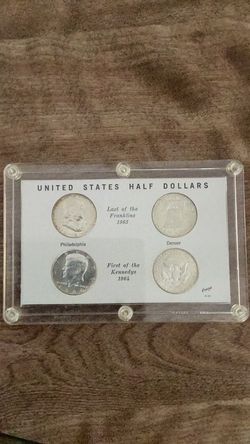 UNITED STATES HALF DOLLARS
Last of the
Franklins
1963
Philadelphia
Denver
First of the
Kennedys
1964